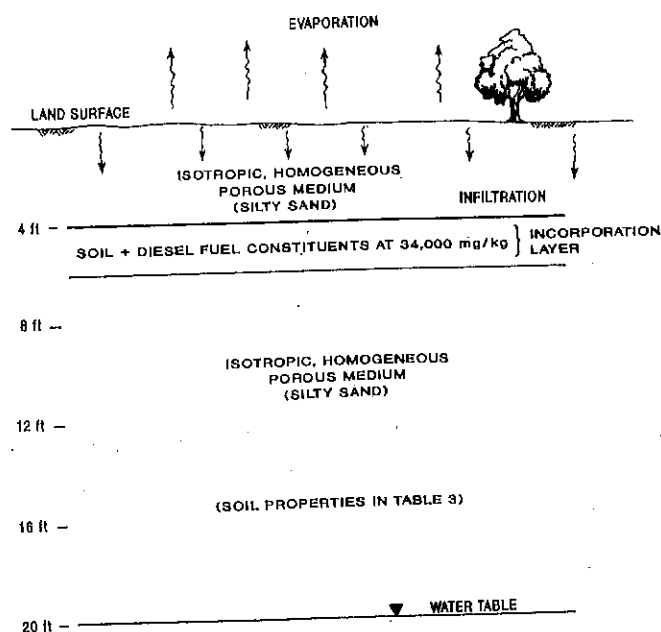 EVAPORATION
LAND SURFACE
ISOTROPIC, HOMOGENEOUS
POROUS MEDIUM
(SILTY SAND)
INFILTRATION
4 ft
SOIL + DIESEL FUEL CONSTITUENTS AT 34,000 mg/kg
INCORPORATION
LAYER
8 ft
ISOTROPIC, HOMOGENEOUS
POROUS MEDIUM
(SILTY SAND)
12 ft
(SOIL PROPERTIES IN TABLE 3)
16 ft
WATER TABLE
20 ft